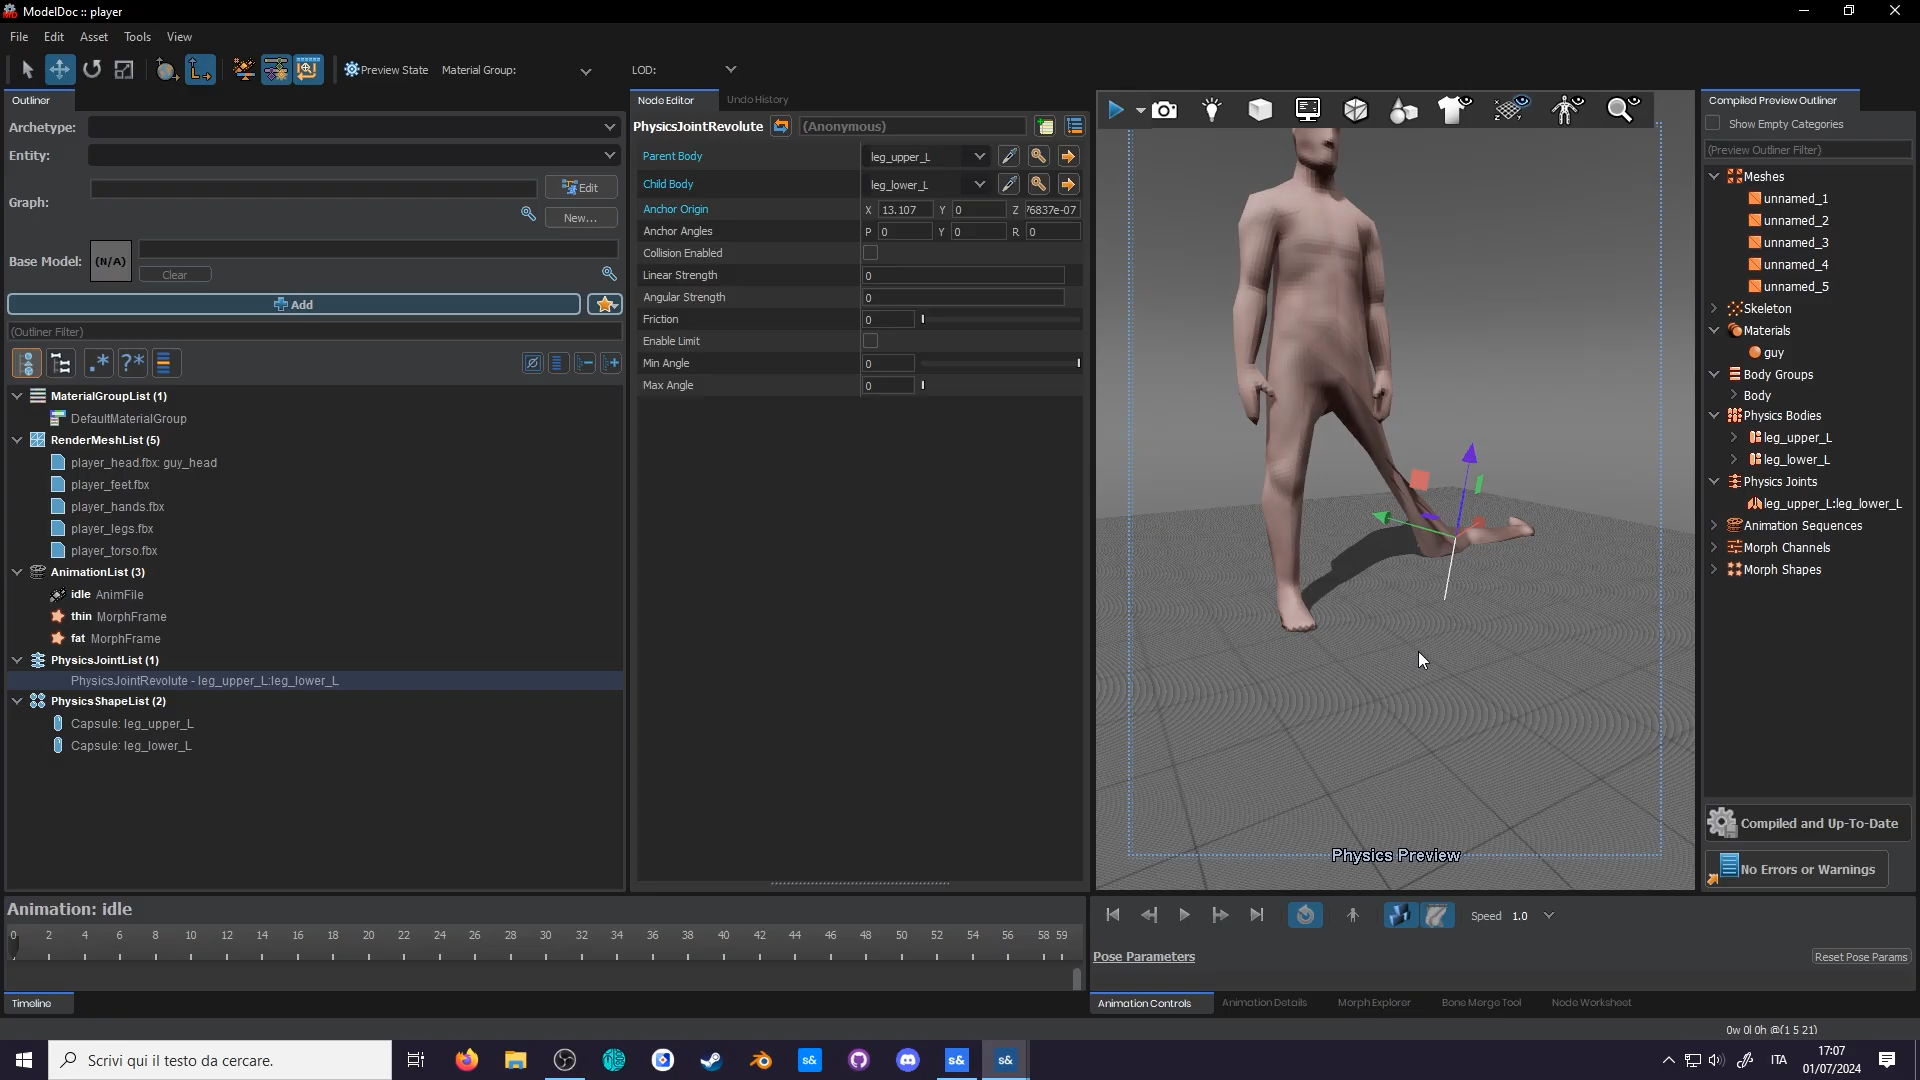 ModelDoc :: player
File Edit Asset Tools View
Preview State Material Group: LOD:
Outliner
Archetype:
Entity:
Graph:
Edit
New...
Base Model: (N/A)
Clear
Add
(Outliner Filter)
.* ?*
MaterialGroupList (1)
DefaultMaterialGroup
RenderMeshList (5)
player_head.fbx: guy_head
player_feet.fbx
player_hands.fbx
player_legs.fbx
player_torso.fbx
AnimationList (3)
idle AnimFile
thin MorphFrame
fat MorphFrame
PhysicsJointList (1)
PhysicsJointRevolute - leg_upper_L:leg_lower_L
PhysicsShapeList (2)
Capsule: leg_upper_L
Capsule: leg_lower_L
Node Editor Undo History
PhysicsJointRevolute (Anonymous)
Parent Body leg_upper_L
Child Body leg_lower_L
Anchor Origin X 13.107 Y 0 Z 76837e-07
Anchor Angles P 0 Y 0 R 0
Collision Enabled
Linear Strength 0
Angular Strength 0
Friction 0
Enable Limit
Min Angle 0
Max Angle 0
Physics Preview
Compiled Preview Outliner
Show Empty Categories
(Preview Outliner Filter)
Meshes
unnamed_1
unnamed_2
unnamed_3
unnamed_4
unnamed_5
Skeleton
Materials
guy
Body Groups
Body
Physics Bodies
leg_upper_L
leg_lower_L
Physics Joints
leg_upper_L:leg_lower_L
Animation Sequences
Morph Channels
Morph Shapes
Compiled and Up-To-Date
No Errors or Warnings
Animation: idle
0 2 4 6 8 10 12 14 16 18 20 22 24 26 28 30 32 34 36 38 40 42 44 46 48 50 52 54 56 58 59
Timeline
Speed 1.0
Pose Parameters
Reset Pose Params
Animation Controls Animation Details Morph Explorer Bone Merge Tool Node Worksheet
0w 0l 0h @(1 5 21)
Scrivi qui il testo da cercare.
s& s& s&
ITA
17:07
01/07/2024